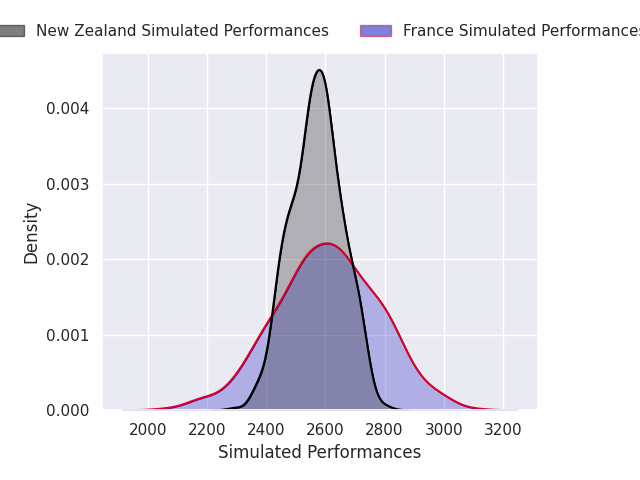 New Zealand Simulated Performances France Simulated Performances
0.004
0.003
0.002
0.001
0.000
Density
2000 2200 2400 2600 2800 3000 3200
Simulated Performances